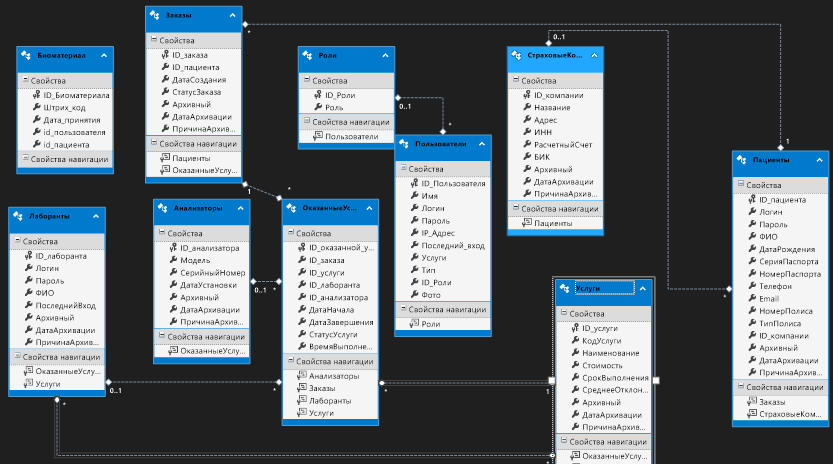 Заказы
Свойства
ID_заказа
ID_пациента
ДатаСоздания
СтатусЗаказа
Архивный
ДатаАрхивации
ПричинаАрхив...
Свойства навигации
Пациенты
ОказанныеУслу...
*
1
Биоматериал
Свойства
ID_Биоматериала
Штрих_код
Дата_принятия
id_пользователя
id_пациента
Свойства навигации
Роли
Свойства
ID_Роли
Роль
Свойства навигации
Пользователи
0..1
*
СтраховыеКо...
Свойства
ID_компании
Название
Адрес
ИНН
РасчетныйСчет
БИК
Архивный
ДатаАрхивации
ПричинаАрхив...
Свойства навигации
Пациенты
0..1
Пользователи
Свойства
ID_Пользователя
Имя
Логин
Пароль
IP_Адрес
Последний_вход
Услуги
Тип
ID_Роли
Фото
Свойства навигации
Роли
1
Пациенты
Свойства
ID_пациента
Логин
Пароль
ФИО
ДатаРождения
СерияПаспорта
НомерПаспорта
Телефон
Email
НомерПолиса
ТипПолиса
ID_компании
Архивный
ДатаАрхивации
ПричинаАрхив...
Свойства навигации
Заказы
СтраховыеКом...
*
Лаборанты
Свойства
ID_лаборанта
Логин
Пароль
ФИО
ПоследнийВход
Архивный
ДатаАрхивации
ПричинаАрхив...
Свойства навигации
ОказанныеУслу...
Услуги
0..1
*
Анализаторы
Свойства
ID_анализатора
Модель
СерийныйНомер
ДатаУстановки
Архивный
ДатаАрхивации
ПричинаАрхив...
Свойства навигации
ОказанныеУслу...
0..1
*
*
ОказанныеУс...
Свойства
ID_оказанной_у...
ID_заказа
ID_услуги
ID_лаборанта
ID_анализатора
ДатаНачала
ДатаЗавершения
СтатусУслуги
ВремяВыполне...
Свойства навигации
Анализаторы
Заказы
Лаборанты
Услуги
*
*
1
Услуги
Свойства
ID_услуги
КодУслуги
Наименование
Стоимость
СрокВыполнения
СреднееОтклон...
Архивный
ДатаАрхивации
ПричинаАрхив...
Свойства навигации
ОказанныеУслу...
*